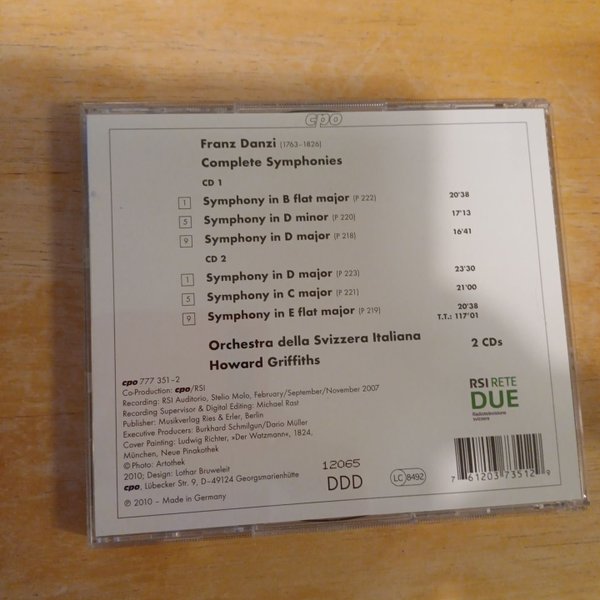 cpo
Franz Danzi (1763–1826)
Complete Symphonies
CD 1
1 Symphony in B flat major (P 222) 20'38
5 Symphony in D minor (P 220) 17'13
9 Symphony in D major (P 218) 16'41
CD 2
1 Symphony in D major (P 223) 23'30
5 Symphony in C major (P 221) 21'00
9 Symphony in E flat major (P 219) 20'38
T.T.: 117'01
Orchestra della Svizzera Italiana 2 CDs
Howard Griffiths
cpo 777 351–2
Co-Production: cpo/RSI
Recording: RSI Auditorio, Stelio Molo, February/September/November 2007
Recording Supervisor & Digital Editing: Michael Rast
Publisher: Musikverlag Ries & Erler, Berlin
Executive Producers: Burkhard Schmilgun/Dario Müller
Cover Painting: Ludwig Richter, »Der Watzmann«, 1824,
München, Neue Pinakothek
© Photo: Artothek
2010; Design: Lothar Bruweleit
cpo, Lübecker Str. 9, D–49124 Georgsmarienhütte
℗ 2010 – Made in Germany
12065
DDD
LC 8492
RSI RETE
DUE
Radiotelevisione
svizzera
7 61203 73512 9